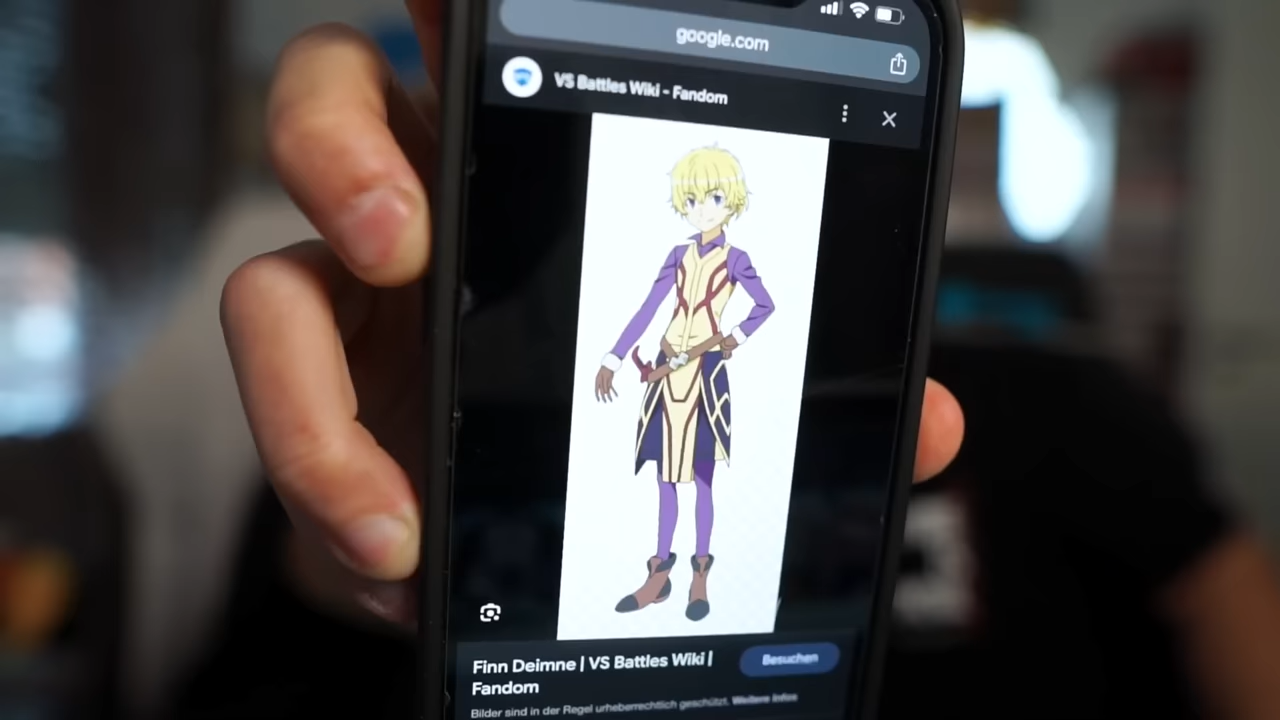 google.com
VS Battles Wiki - Fandom
Finn Deimne | VS Battles Wiki |
Fandom
Besuchen
Bilder sind in der Regel urheberrechtlich geschützt. Weitere Infos